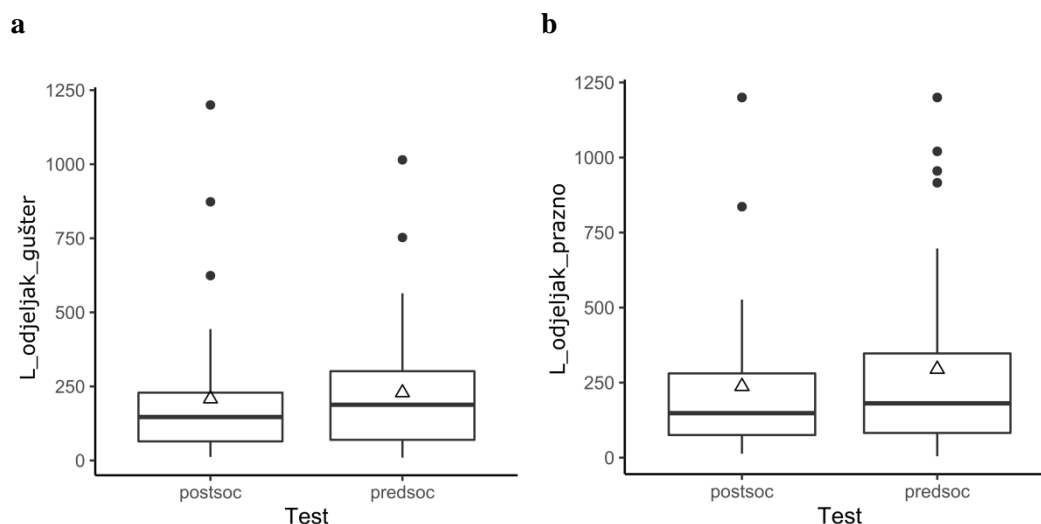 a
1250
1000
750
500
250
0
L_odjeljak_gušter
postsoc
predsoc
Test
b
1250
1000
750
500
250
0
L_odjeljak_prazno
postsoc
predsoc
Test